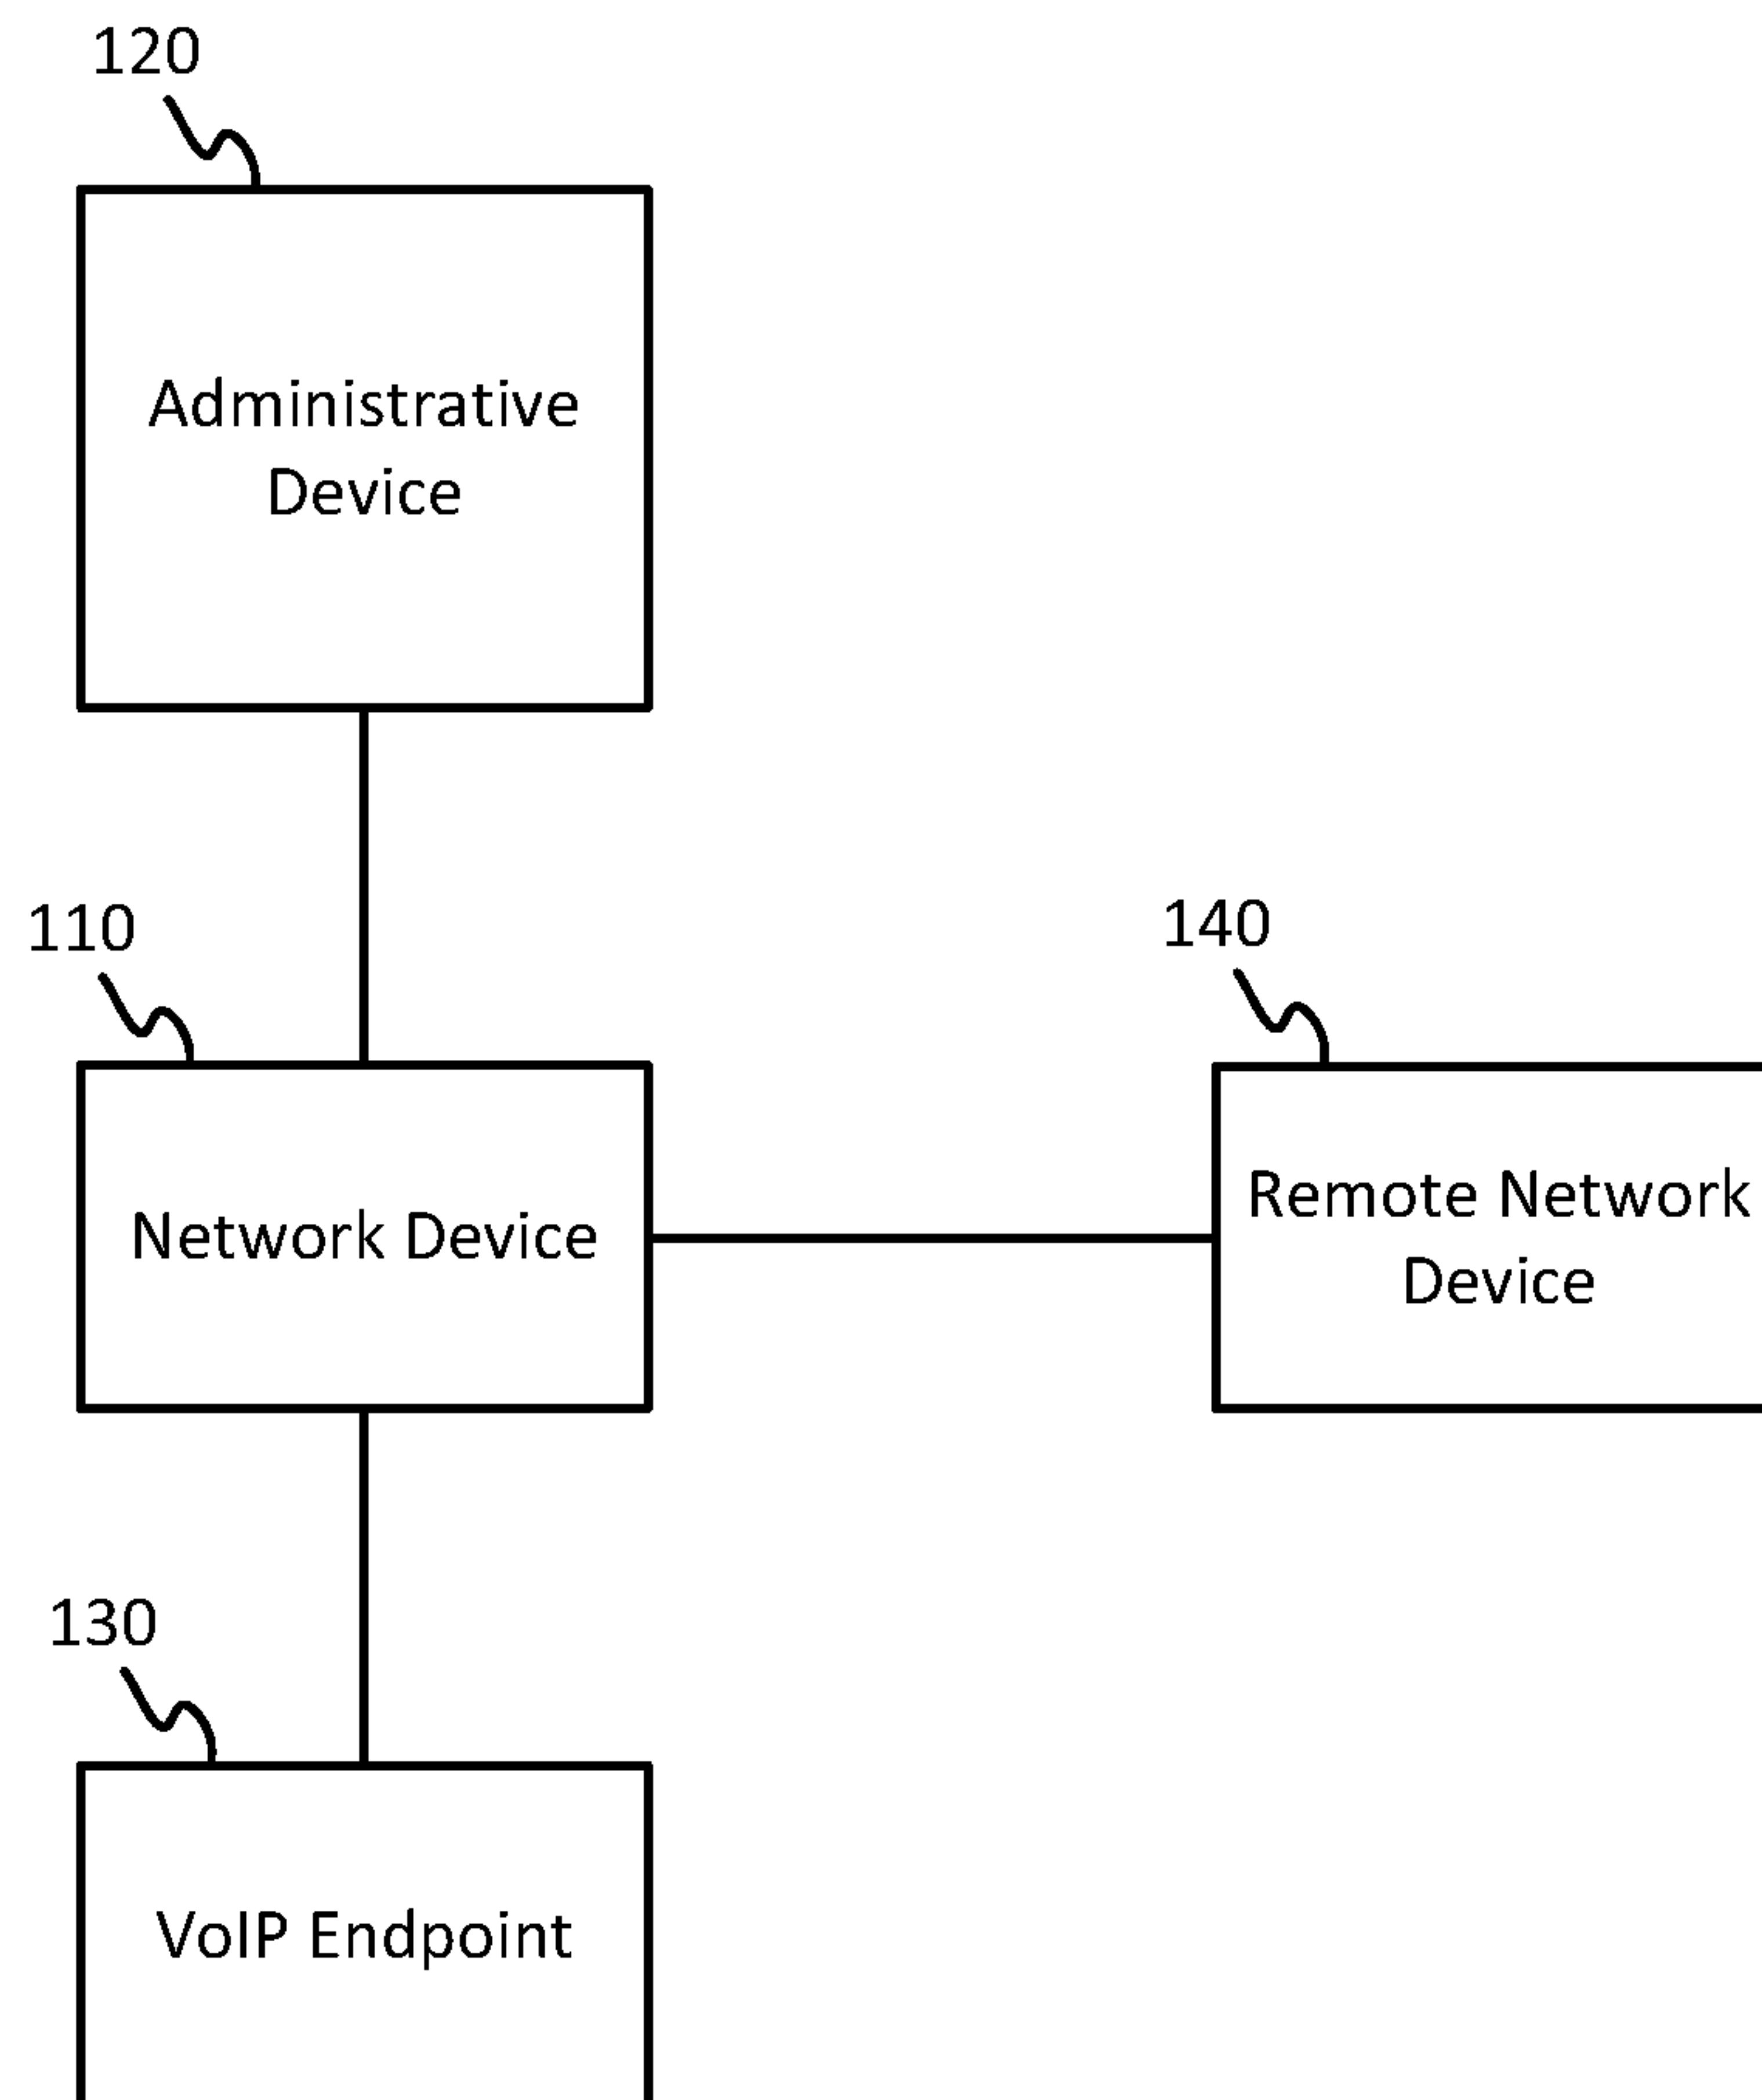 120
Administrative
Device
110
Network Device
140
Remote Network
Device
130
VoIP Endpoint